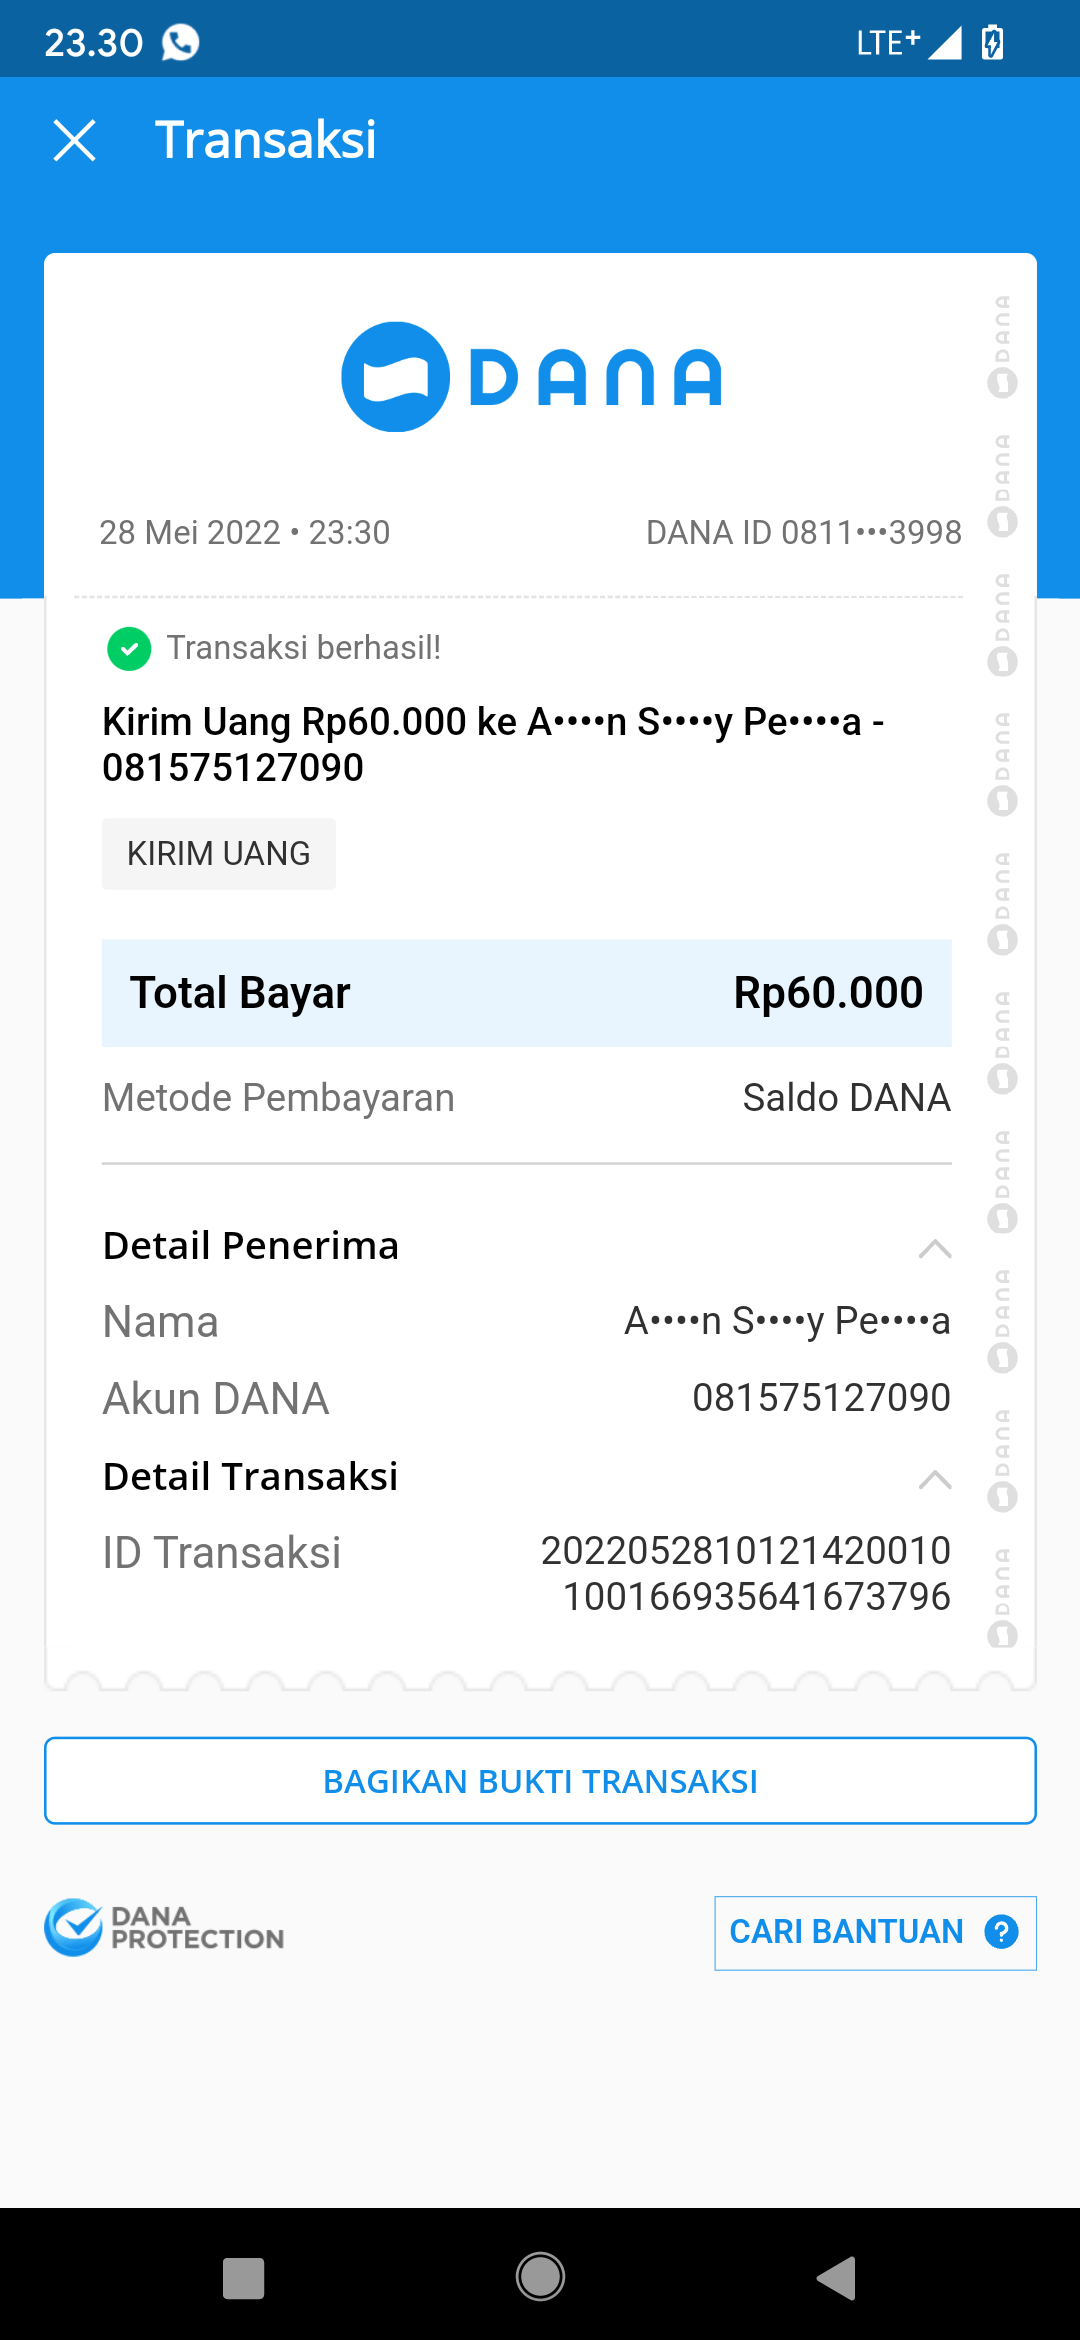 23.30
LTE+
Transaksi
DANA
28 Mei 2022 • 23:30
DANA ID 0811•••3998
Transaksi berhasil!
Kirim Uang Rp60.000 ke A••••n S••••y Pe••••a -
081575127090
KIRIM UANG
Total Bayar Rp60.000
Metode Pembayaran Saldo DANA
Detail Penerima
Nama A••••n S••••y Pe••••a
Akun DANA 081575127090
Detail Transaksi
ID Transaksi 2022052810121420010
100166935641673796
DANA
DANA
DANA
DANA
DANA
DANA
DANA
DANA
DANA
DANA
BAGIKAN BUKTI TRANSAKSI
DANA
PROTECTION
CARI BANTUAN ?